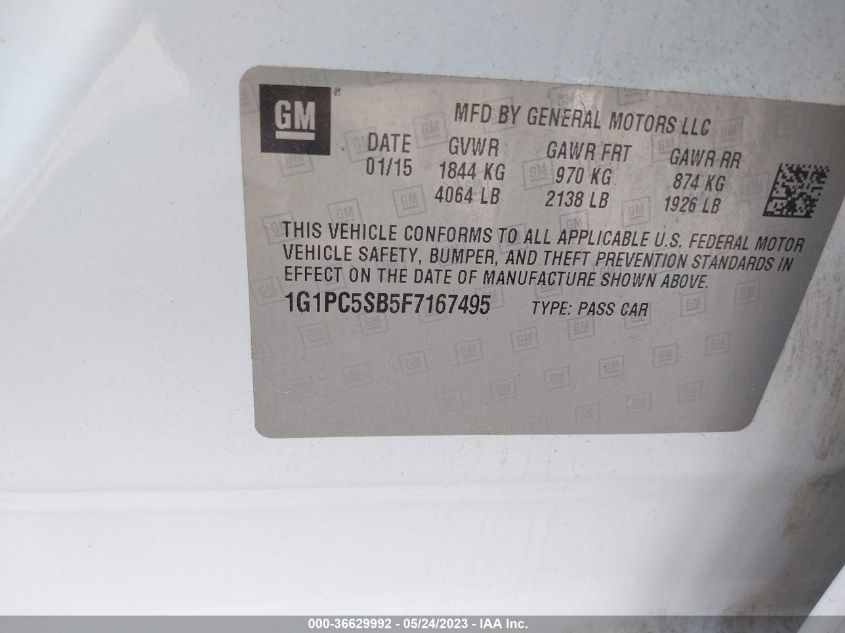 GM ®
MFD BY GENERAL MOTORS LLC
DATE GVWR GAWR FRT GAWR RR
01/15 1844 KG 970 KG 874 KG
4064 LB 2138 LB 1926 LB
THIS VEHICLE CONFORMS TO ALL APPLICABLE U.S. FEDERAL MOTOR
VEHICLE SAFETY, BUMPER, AND THEFT PREVENTION STANDARDS IN
EFFECT ON THE DATE OF MANUFACTURE SHOWN ABOVE.
1G1PC5SB5F7167495 TYPE: PASS CAR
000-36629992 - 05/24/2023 - IAA Inc.